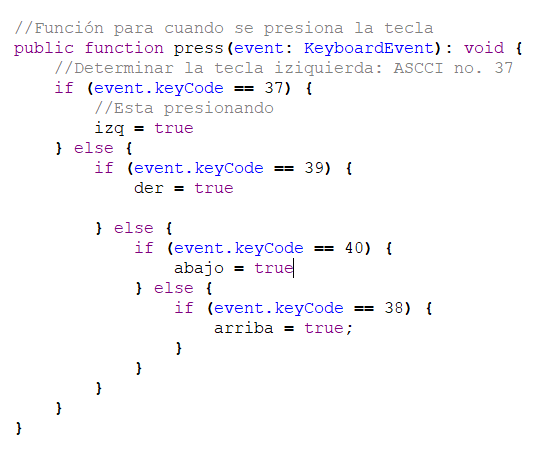 //Función para cuando se presiona la tecla
public function press(event: KeyboardEvent): void {
//Determinar la tecla iziquierda: ASCCI no. 37
if (event.keyCode == 37) {
//Esta presionando
izq = true
} else {
if (event.keyCode == 39) {
der = true
} else {
if (event.keyCode == 40) {
abajo = true
} else {
if (event.keyCode == 38) {
arriba = true;
}
}
}
}
}